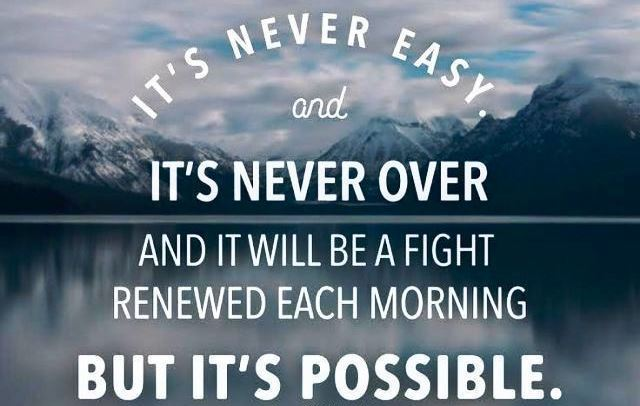 IT'S NEVER EASY.
and
IT'S NEVER OVER
AND IT WILL BE A FIGHT
RENEWED EACH MORNING
BUT IT'S POSSIBLE.